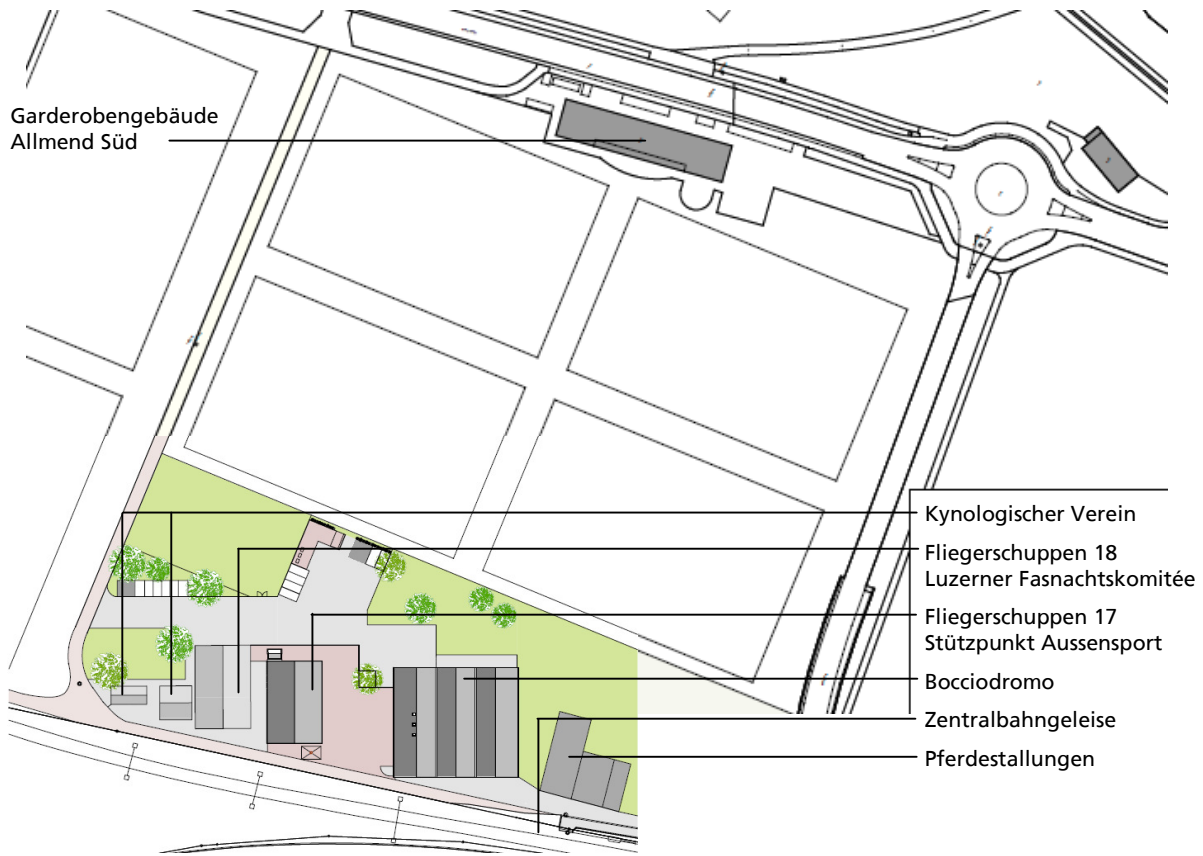 Garderobengebäude
Allmend Süd
Kynologischer Verein
Fliegerschuppen 18
Luzerner Fasnachtskomitée
Fliegerschuppen 17
Stützpunkt Aussensport
Bocciodromo
Zentralbahngeleise
Pferdestallungen